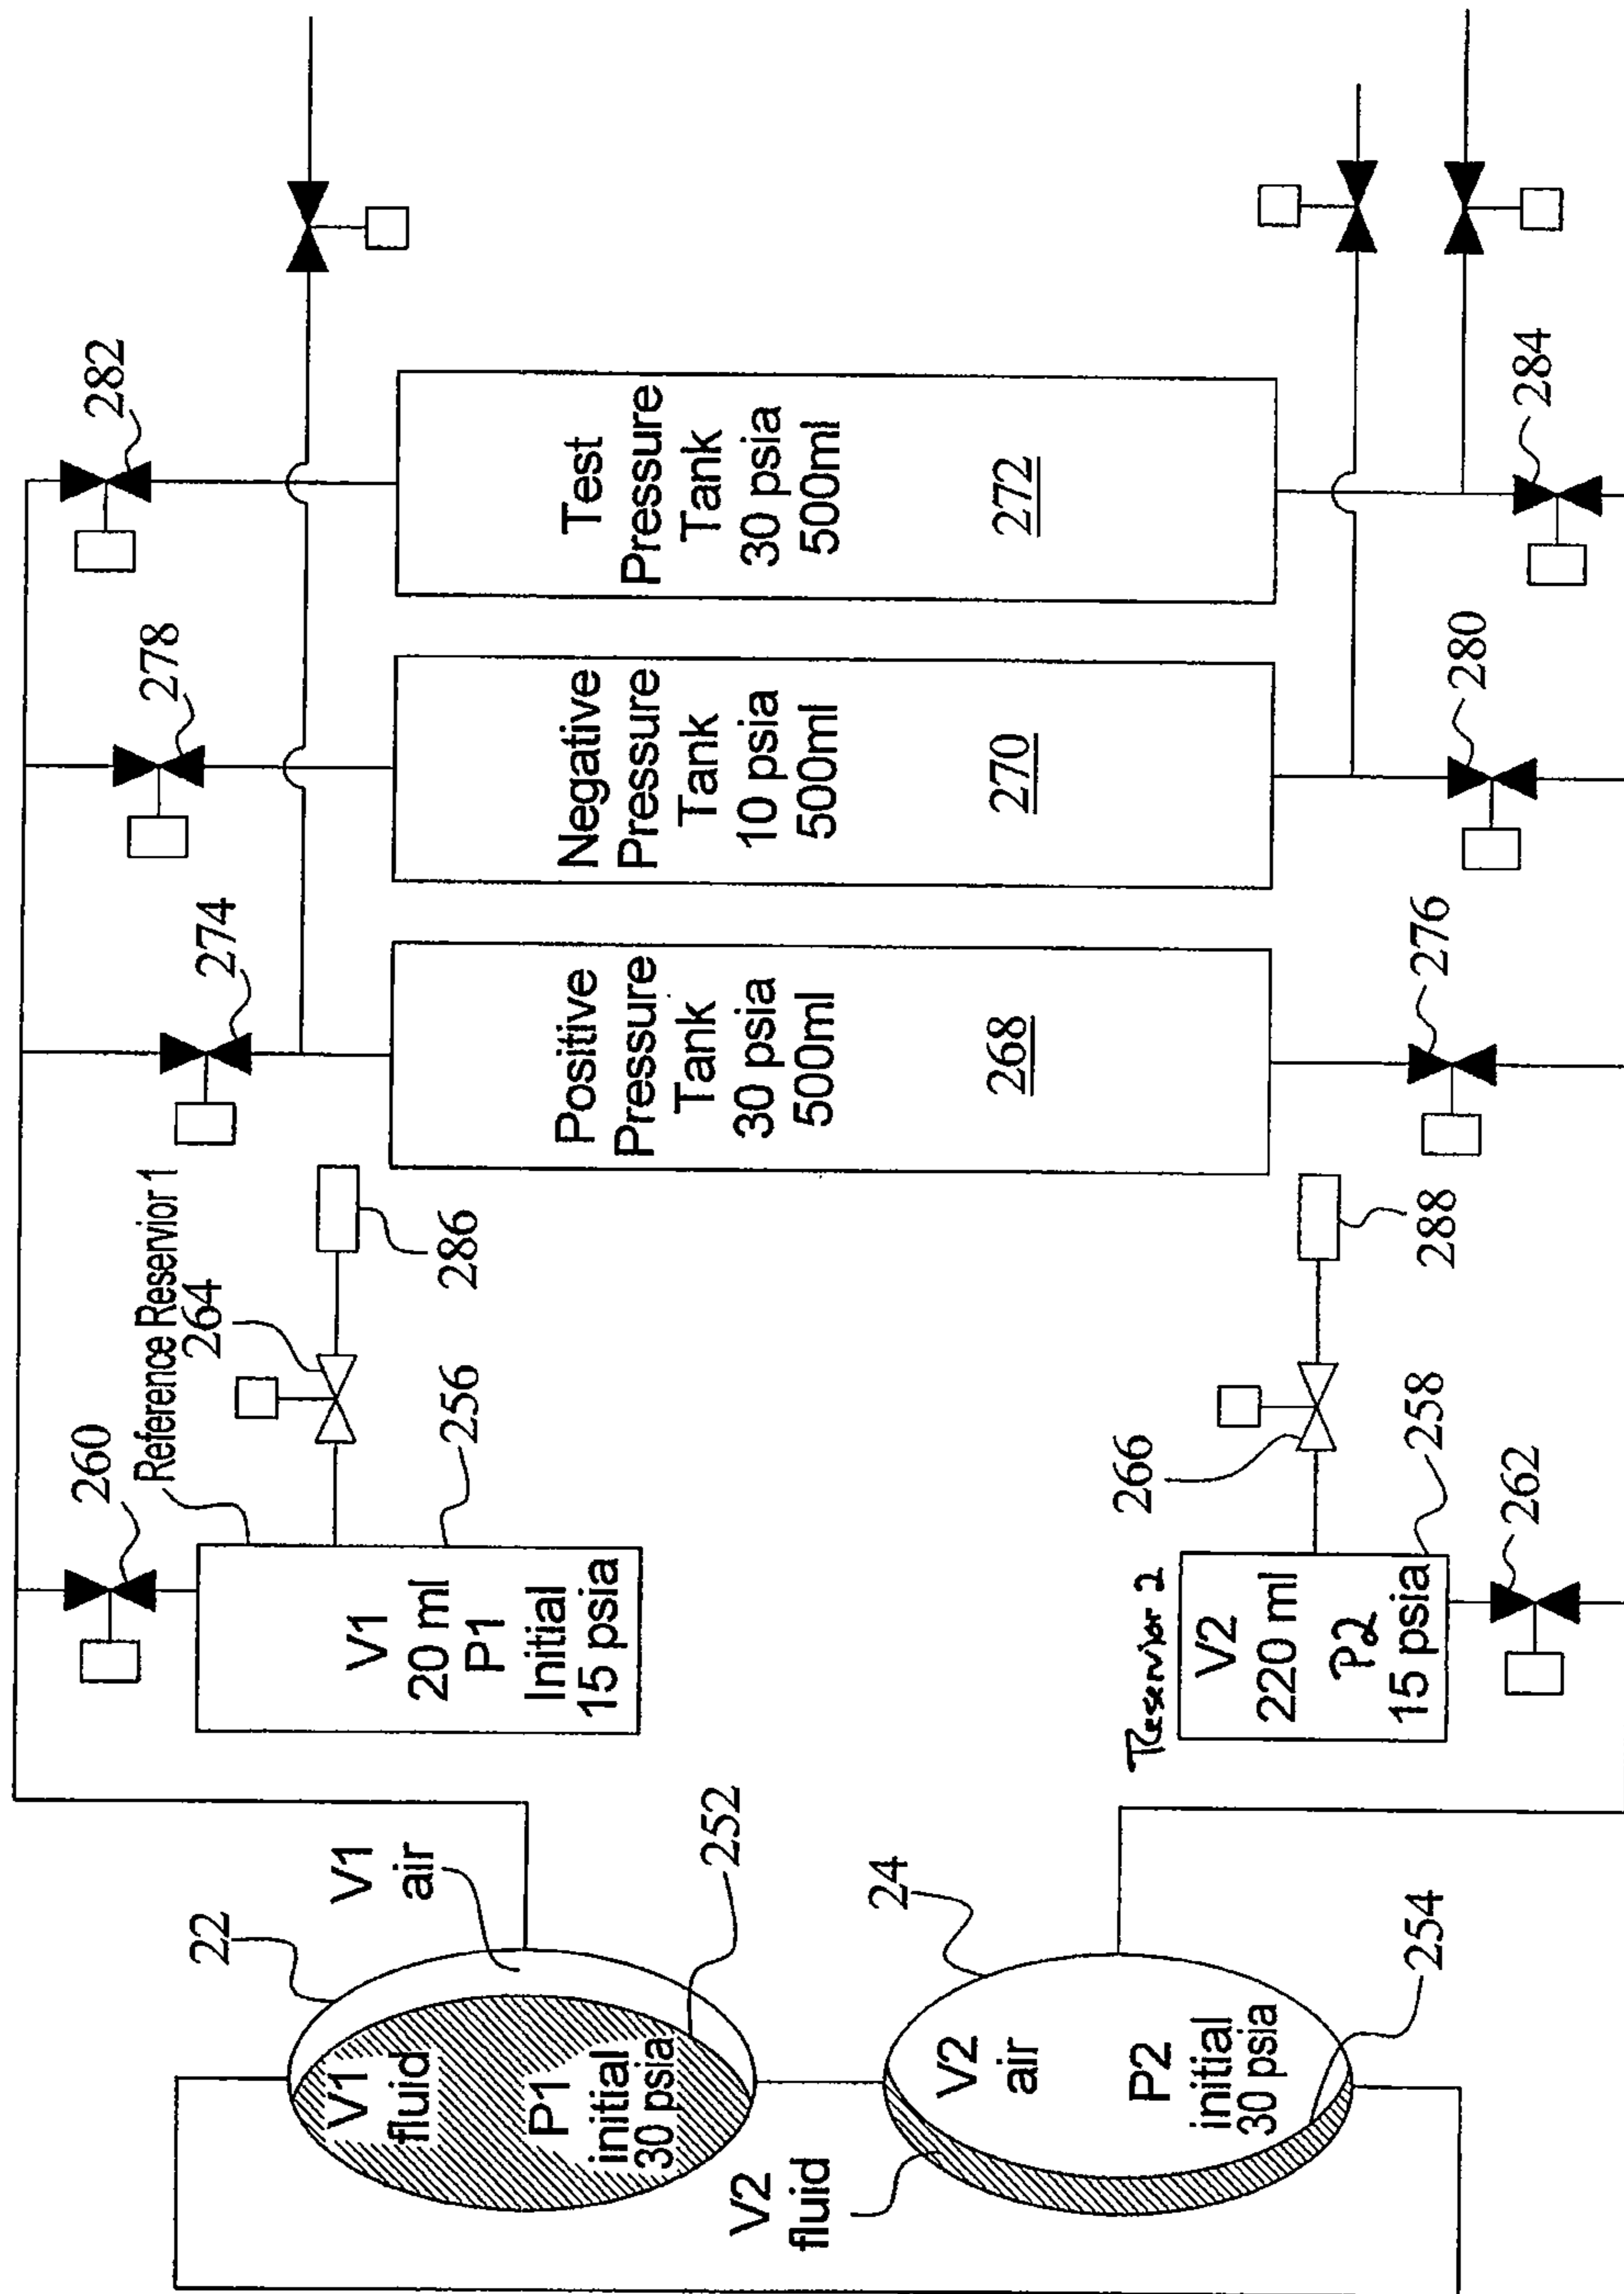 282
278
274
Reference Reservior 1
260
264
286
256
V1
20 ml
P1
Initial
15 psia
V1
air
22
252
V1
fluid
P1
initial
30 psia
Test
Pressure
Tank
30 psia
500ml
272
Negative
Pressure
Tank
10 psia
500ml
270
Positive
Pressure
Tank
30 psia
500ml
268
284
280
276
288
266
258
262
Reservior 2
V2
220 ml
P2
15 psia
24
254
V2
air
P2
initial
30 psia
V2
fluid